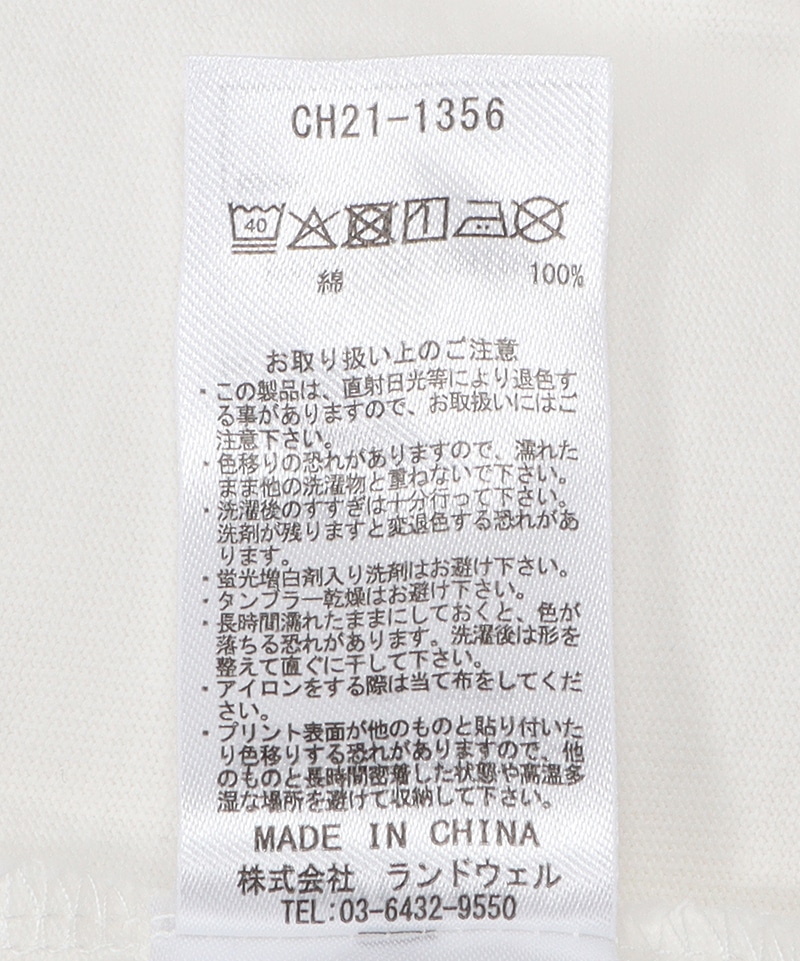 CH21-1356
40
綿 100%
お取り扱い上のご注意
・この製品は、直射日光等により退色す
る事がありますので、お取扱いにはご
注意下さい。
・色移りの恐れがありますので、濡れた
まま他の洗濯物と重ねないで下さい。
・洗濯後のすすぎは十分行って下さい。
洗剤が残りますと変退色する恐れがあ
ります。
・蛍光増白剤入り洗剤はお避け下さい。
・タンブラー乾燥はお避け下さい。
・長時間濡れたままにしておくと、色が
落ちる恐れがあります。洗濯後は形を
整えて直ぐに干して下さい。
・アイロンをする際は当て布をしてくだ
さい。
・プリント表面が他のものと貼り付いた
り色移りする恐れがありますので、他
のものと長時間密着した状態や高温多
湿な場所を避けて収納して下さい。
MADE IN CHINA
株式会社 ランドウェル
TEL:03-6432-9550